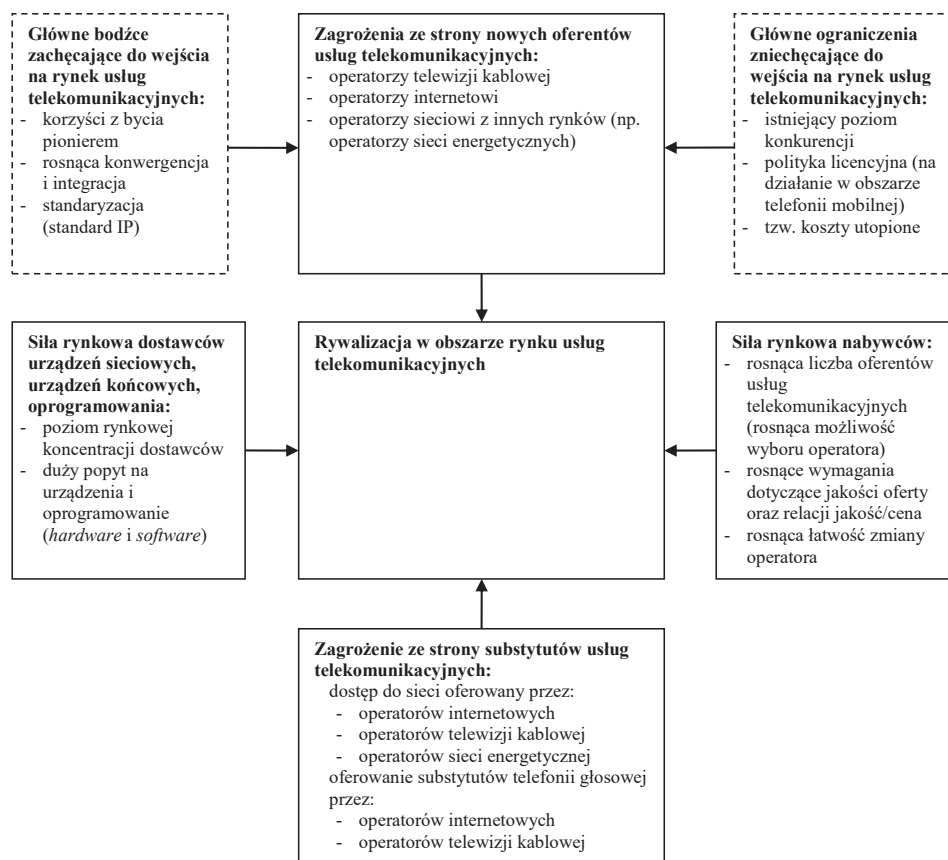 Główne bodźce
zachęcające do wejścia
na rynek usług
telekomunikacyjnych:
- korzyści z bycia
pionierem
- rosnąca konwergencja
i integracja
- standaryzacja
(standard IP)
Zagrożenia ze strony nowych oferentów
usług telekomunikacyjnych:
- operatorzy telewizji kablowej
- operatorzy internetowi
- operatorzy sieciowi z innych rynków (np.
operatorzy sieci energetycznych)
Główne ograniczenia
zniechęcające do
wejścia na rynek usług
telekomunikacyjnych:
- istniejący poziom
konkurencji
- polityka licencyjna (na
działanie w obszarze
telefonii mobilnej)
- tzw. koszty utopione
Siła rynkowa dostawców
urządzeń sieciowych,
urządzeń końcowych,
oprogramowania:
- poziom rynkowej
koncentracji dostawców
- duży popyt na
urządzenia i
oprogramowanie
(hardware i software)
Rywalizacja w obszarze rynku usług
telekomunikacyjnych
Siła rynkowa nabywców:
- rosnąca liczba oferentów
usług
telekomunikacyjnych
(rosnąca możliwość
wyboru operatora)
- rosnące wymagania
dotyczące jakości oferty
oraz relacji jakość/cena
- rosnąca łatwość zmiany
operatora
Zagrożenie ze strony substytutów usług
telekomunikacyjnych:
dostęp do sieci oferowany przez:
- operatorów internetowych
- operatorów telewizji kablowej
- operatorów sieci energetycznej
oferowanie substytutów telefonii głosowej
przez:
- operatorów internetowych
- operatorów telewizji kablowej